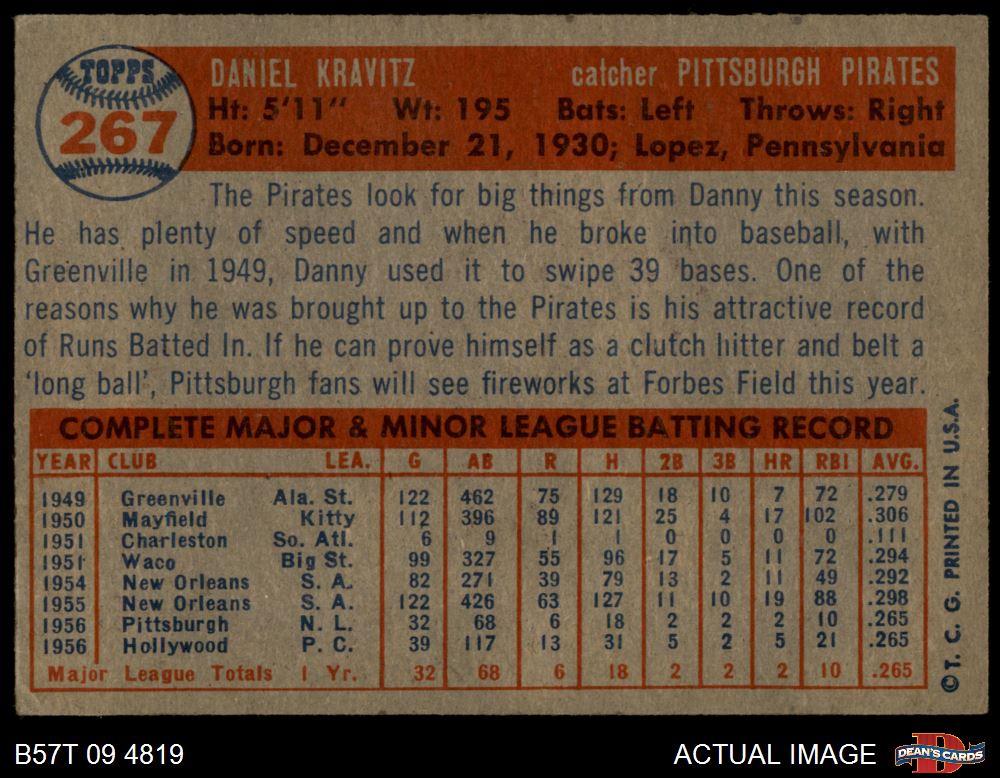 TOPPS
267
DANIEL KRAVITZ catcher PITTSBURGH PIRATES
Ht: 5'11" Wt: 195 Bats: Left Throws: Right
Born: December 21, 1930; Lopez, Pennsylvania
The Pirates look for big things from Danny this season.
He has plenty of speed and when he broke into baseball, with
Greenville in 1949, Danny used it to swipe 39 bases. One of the
reasons why he was brought up to the Pirates is his attractive record
of Runs Batted In. If he can prove himself as a clutch hitter and belt a
'long ball', Pittsburgh fans will see fireworks at Forbes Field this year.
COMPLETE MAJOR & MINOR LEAGUE BATTING RECORD
YEAR CLUB LEA. G AB R H 2B 3B HR RBI AVG.
1949 Greenville Ala. St. 122 462 75 129 18 10 7 72 .279
1950 Mayfield Kitty 112 396 89 121 25 4 17 102 .306
1951 Charleston So. Atl. 6 9 1 1 0 0 0 0 .111
1951 Waco Big St. 99 327 55 96 17 5 11 72 .294
1954 New Orleans S. A. 82 271 39 79 13 2 11 49 .292
1955 New Orleans S. A. 122 426 63 127 11 10 19 88 .298
1956 Pittsburgh N. L. 32 68 6 18 2 2 2 10 .265
1956 Hollywood P. C. 39 117 13 31 5 2 5 21 .265
Major League Totals 1 Yr. 32 68 6 18 2 2 2 10 .265
©T. C. G. PRINTED IN U.S.A.
B57T 09 4819 ACTUAL IMAGE DEAN'S CARDS